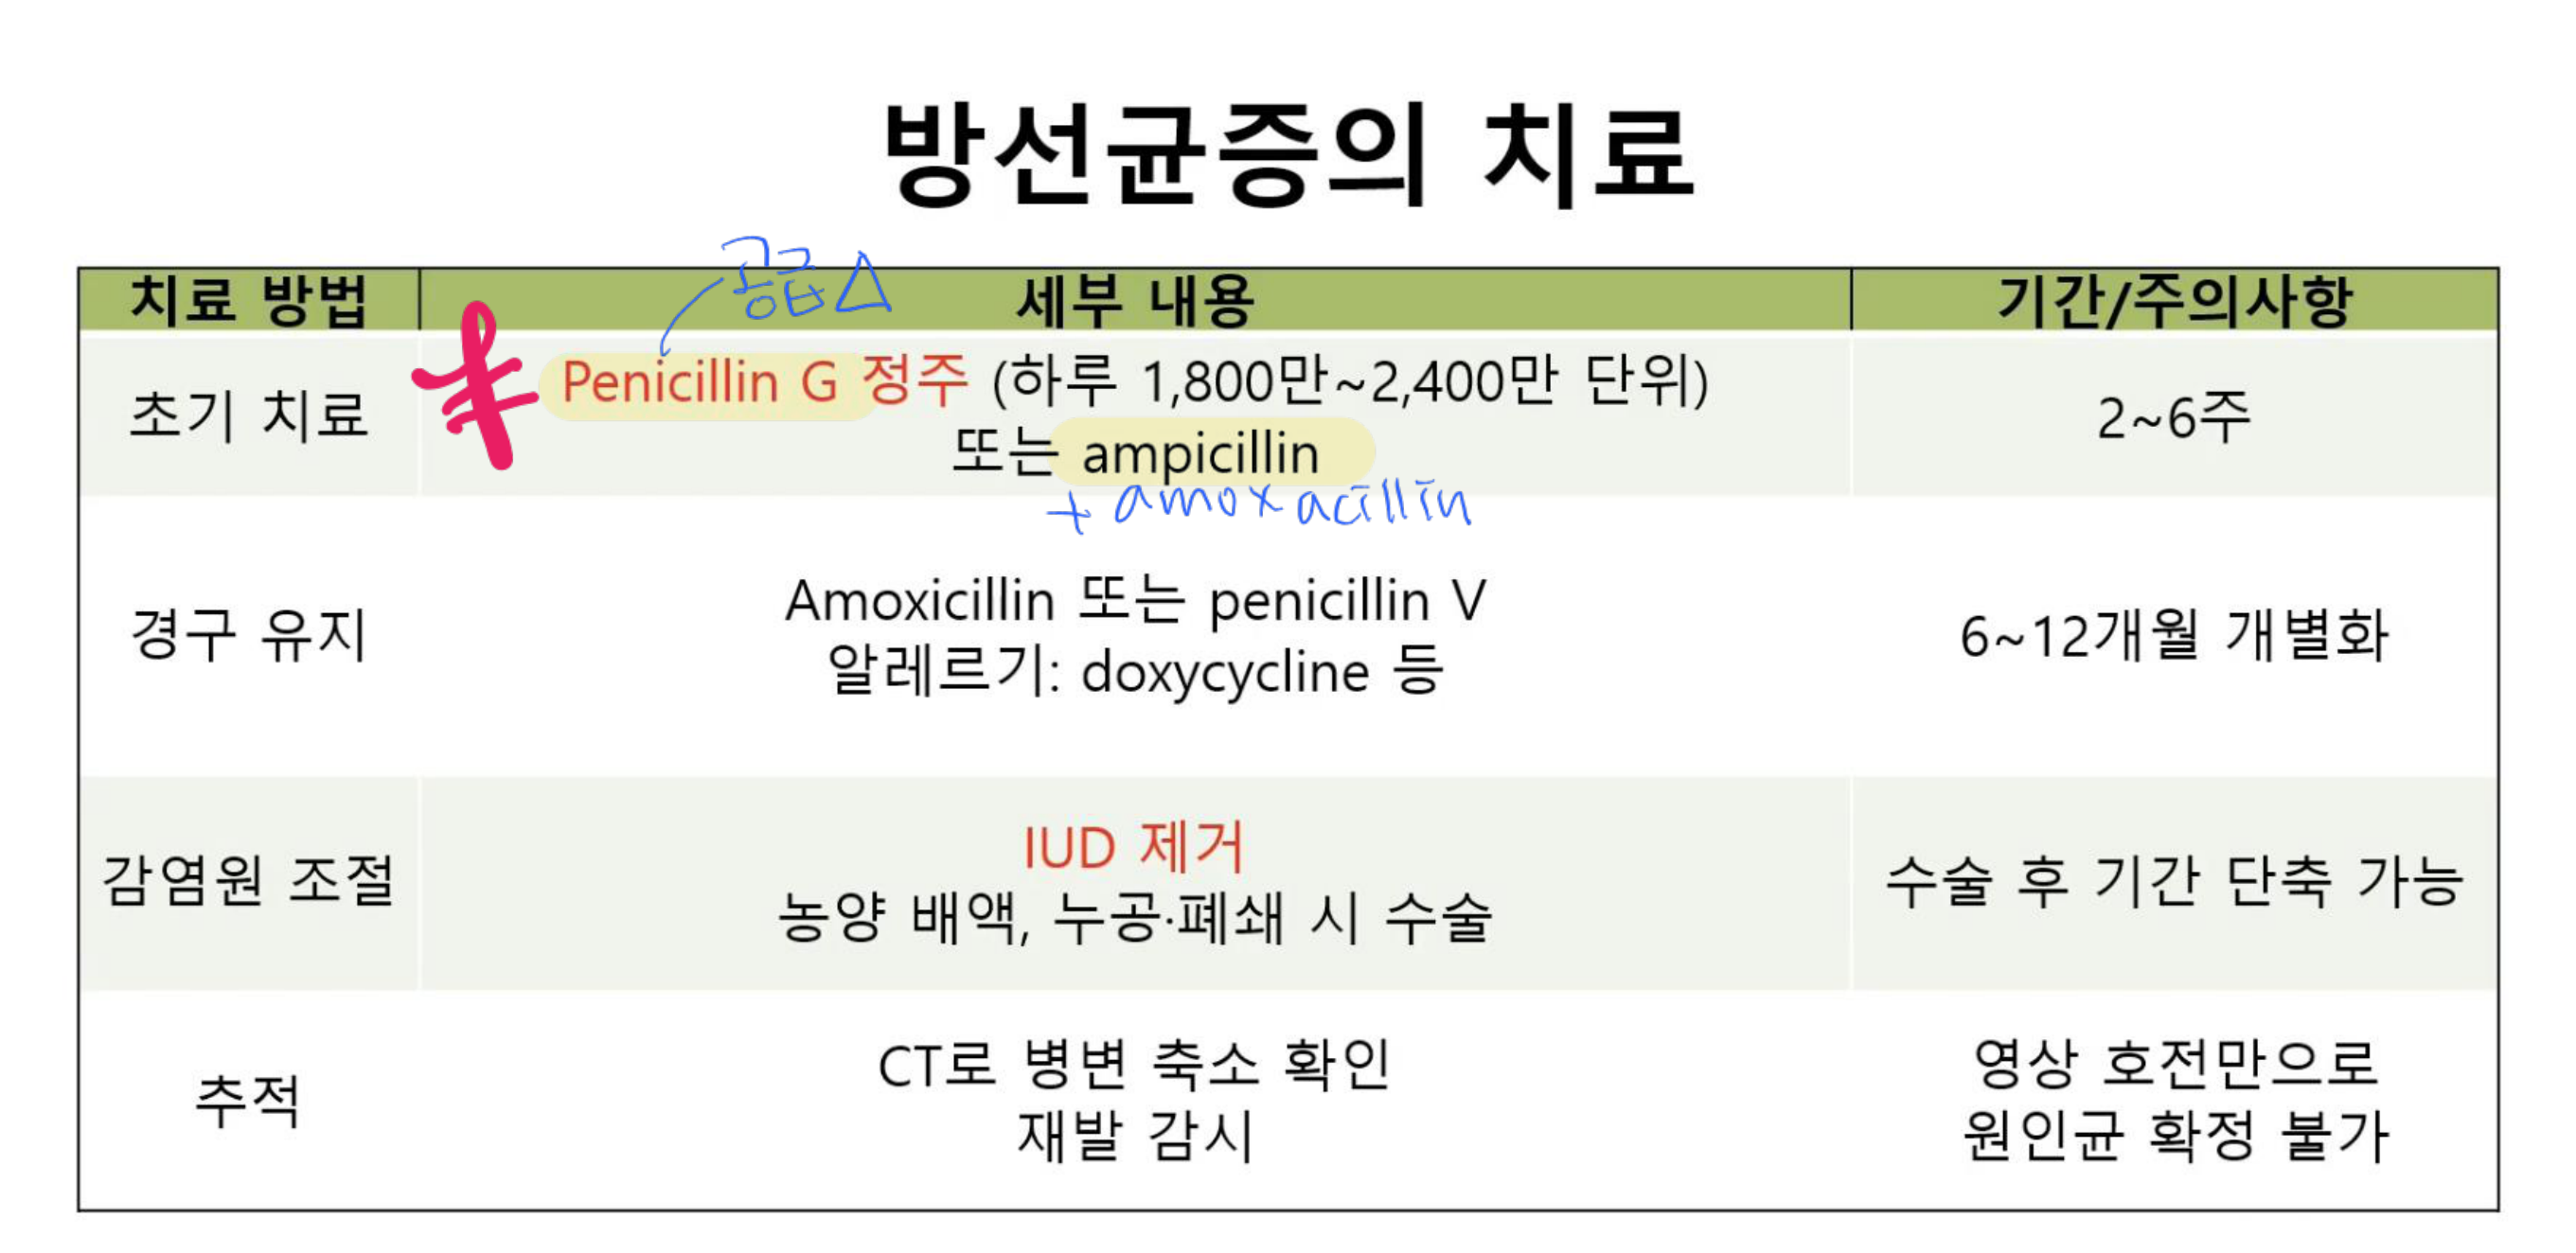 방선균증의 치료
공급△
치료 방법 세부 내용 기간/주의사항
초기 치료 Penicillin G 정주 (하루 1,800만~2,400만 단위) 2~6주
또는 ampicillin
+ amoxacillin
경구 유지 Amoxicillin 또는 penicillin V 6~12개월 개별화
알레르기: doxycycline 등
감염원 조절 IUD 제거 수술 후 기간 단축 가능
농양 배액, 누공·폐쇄 시 수술
추적 CT로 병변 축소 확인 영상 호전만으로
재발 감시 원인균 확정 불가